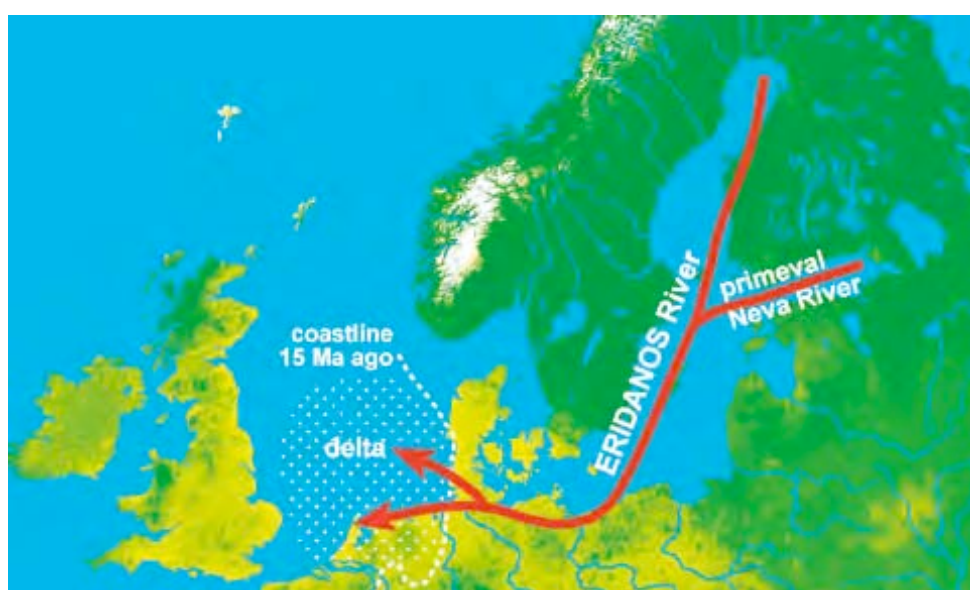 primeval
Neva River
ERIDANOS River
coastline
15 Ma ago
delta